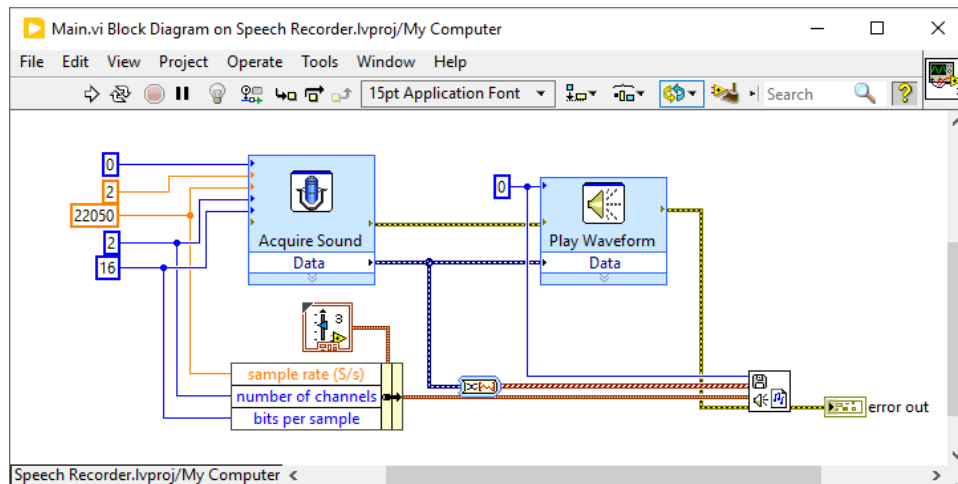 Main.vi Block Diagram on Speech Recorder.lvproj/My Computer
File Edit View Project Operate Tools Window Help
15pt Application Font Search ?
0
2
22050
2
16
Acquire Sound
Data
0
Play Waveform
Data
3
sample rate (S/s)
number of channels
bits per sample
error out
Speech Recorder.lvproj/My Computer